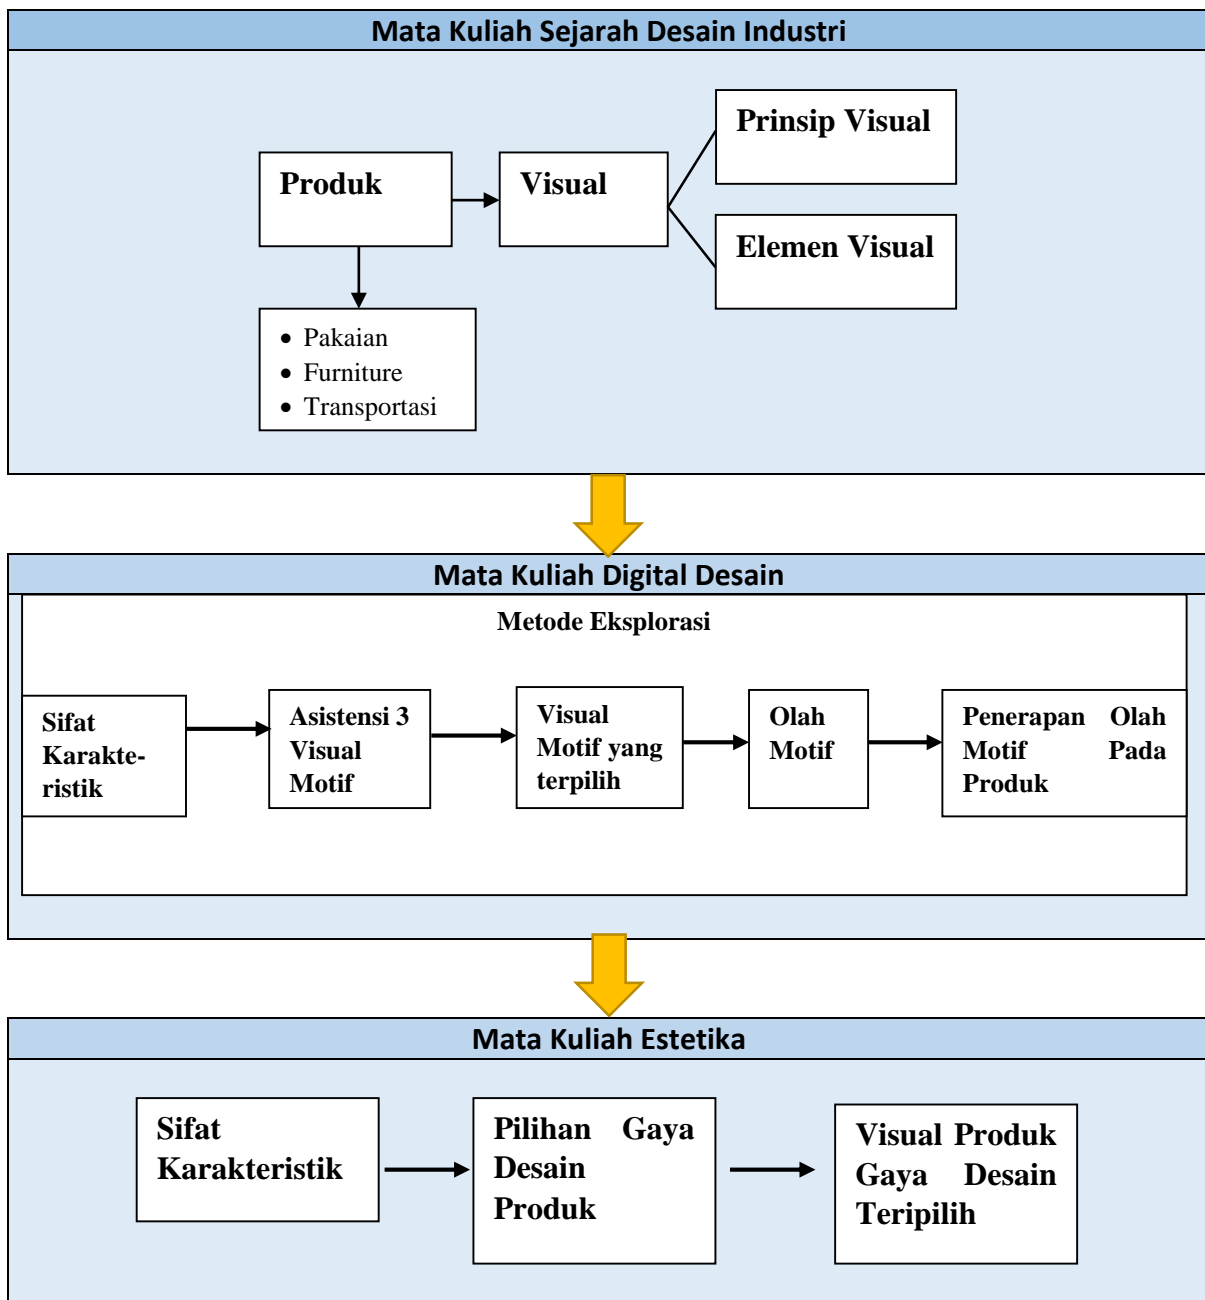 Mata Kuliah Sejarah Desain Industri
Prinsip Visual
Produk
Visual
Elemen Visual
• Pakaian
• Furniture
• Transportasi
Mata Kuliah Digital Desain
Metode Eksplorasi
Sifat
Karakte-
ristik
Asistensi 3
Visual
Motif
Visual
Motif yang
terpilih
Olah
Motif
Penerapan Olah
Motif Pada
Produk
Mata Kuliah Estetika
Sifat
Karakteristik
Pilihan Gaya
Desain
Produk
Visual Produk
Gaya Desain
Teripilih